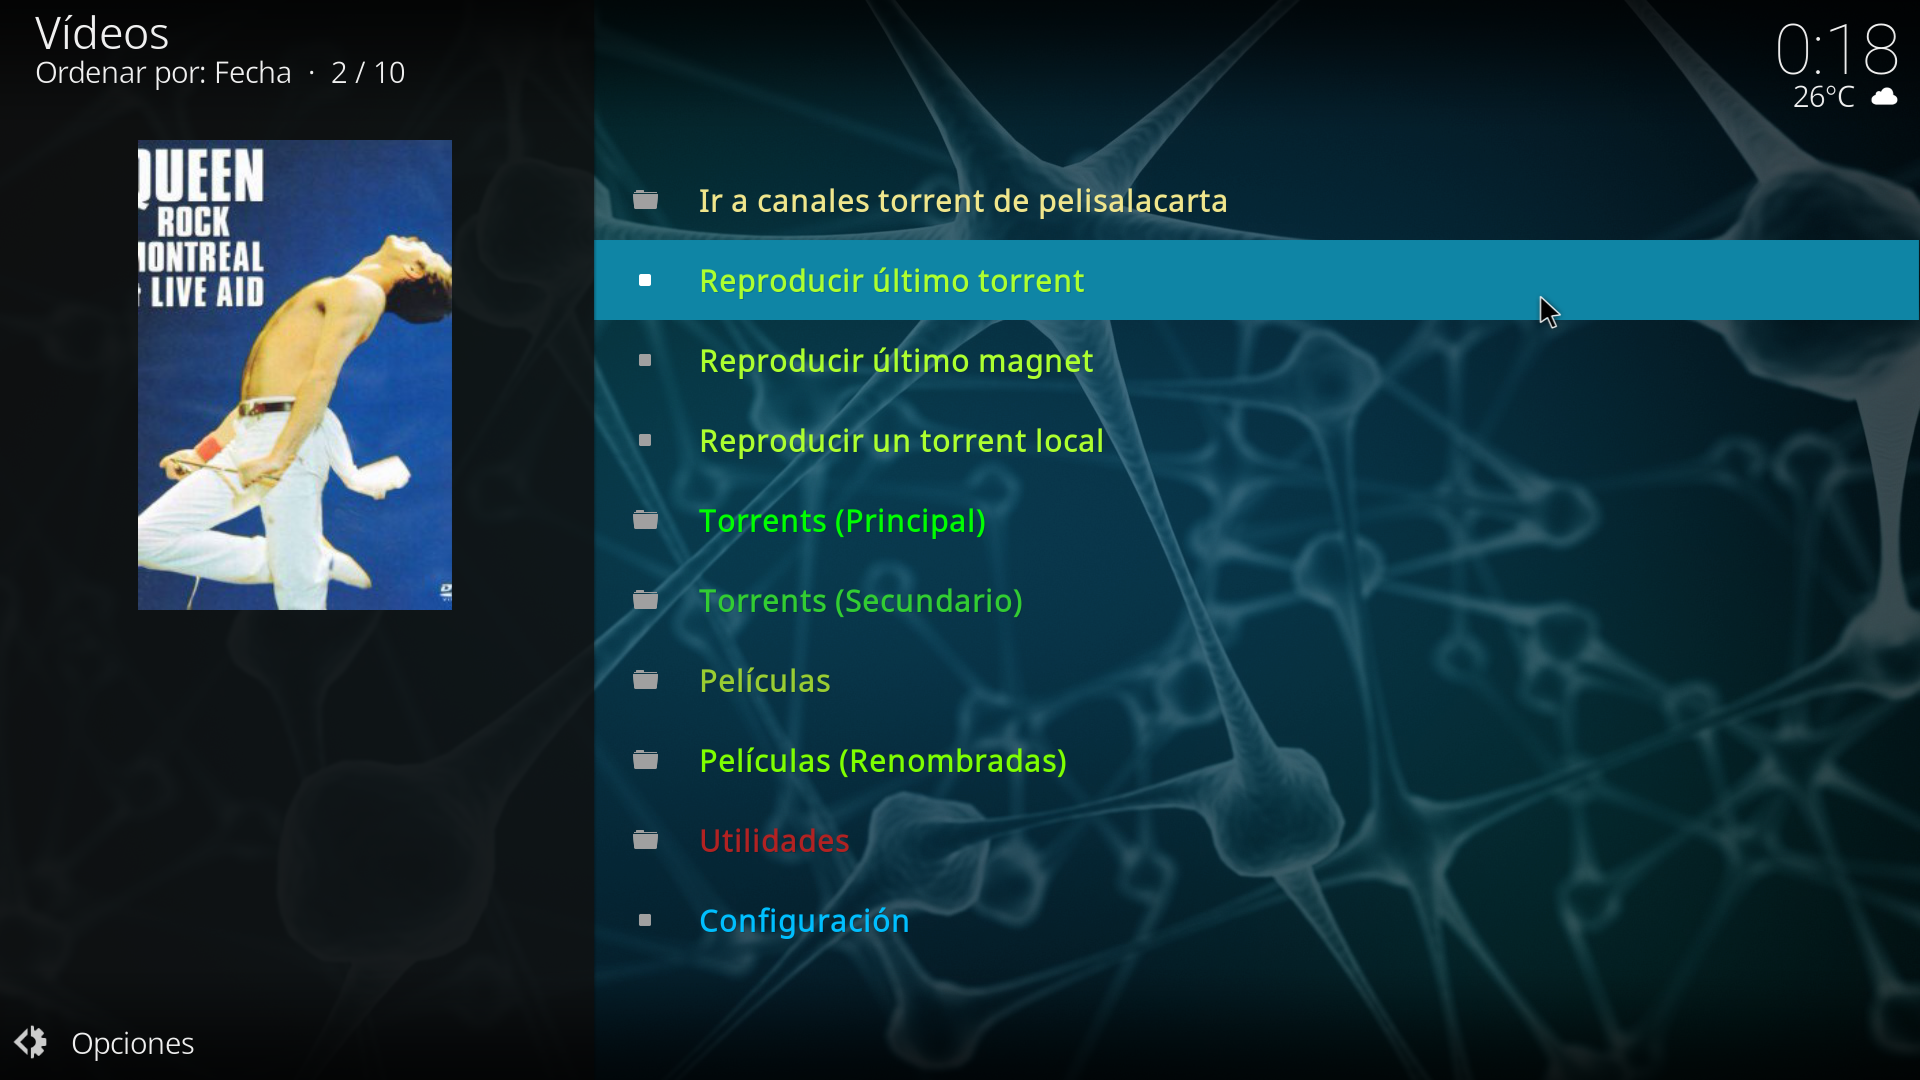 Vídeos
Ordenar por: Fecha · 2 / 10
0:18
26°C
QUEEN
ROCK
MONTREAL
& LIVE AID
Ir a canales torrent de pelisalacarta
Reproducir último torrent
Reproducir último magnet
Reproducir un torrent local
Torrents (Principal)
Torrents (Secundario)
Películas
Películas (Renombradas)
Utilidades
Configuración
Opciones